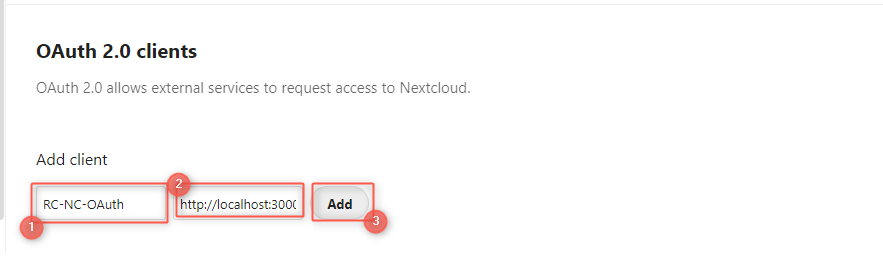 OAuth 2.0 clients
OAuth 2.0 allows external services to request access to Nextcloud.
Add client
2
RC-NC-OAuth http://localhost:300 Add
1 3